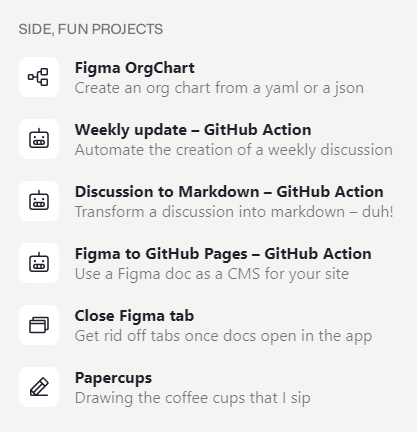 SIDE, FUN PROJECTS
Figma OrgChart
Create an org chart from a yaml or a json
Weekly update – GitHub Action
Automate the creation of a weekly discussion
Discussion to Markdown – GitHub Action
Transform a discussion into markdown – duh!
Figma to GitHub Pages – GitHub Action
Use a Figma doc as a CMS for your site
Close Figma tab
Get rid off tabs once docs open in the app
Papercups
Drawing the coffee cups that I sip